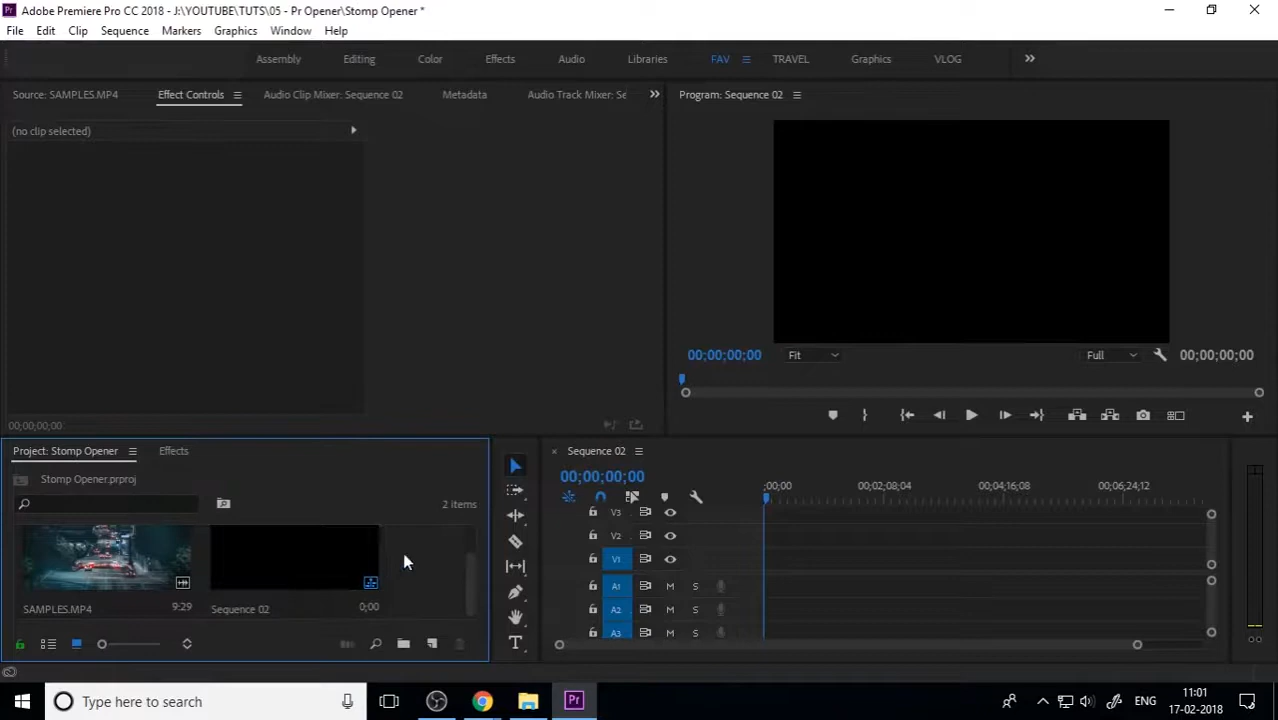 Pr Adobe Premiere Pro CC 2018 - J:\YOUTUBE\TUTS\05 - Pr Opener\Stomp Opener *
File Edit Clip Sequence Markers Graphics Window Help
Assembly Editing Color Effects Audio Libraries FAV TRAVEL Graphics VLOG
Source: SAMPLES.MP4 Effect Controls Audio Clip Mixer: Sequence 02 Metadata Audio Track Mixer: Se
Program: Sequence 02
(no clip selected)
00;00;00;00 Fit Full 00;00;00;00
00;00;00;00
Project: Stomp Opener Effects
Stomp Opener.prproj
2 items
SAMPLES.MP4 9:29 Sequence 02 0;00
Sequence 02
00;00;00;00
;00;00 00;02;08;04 00;04;16;08 00;06;24;12
V3
V2
V1
A1 M S
A2 M S
A3 M S
T
Type here to search
Pr
ENG
11:01
17-02-2018